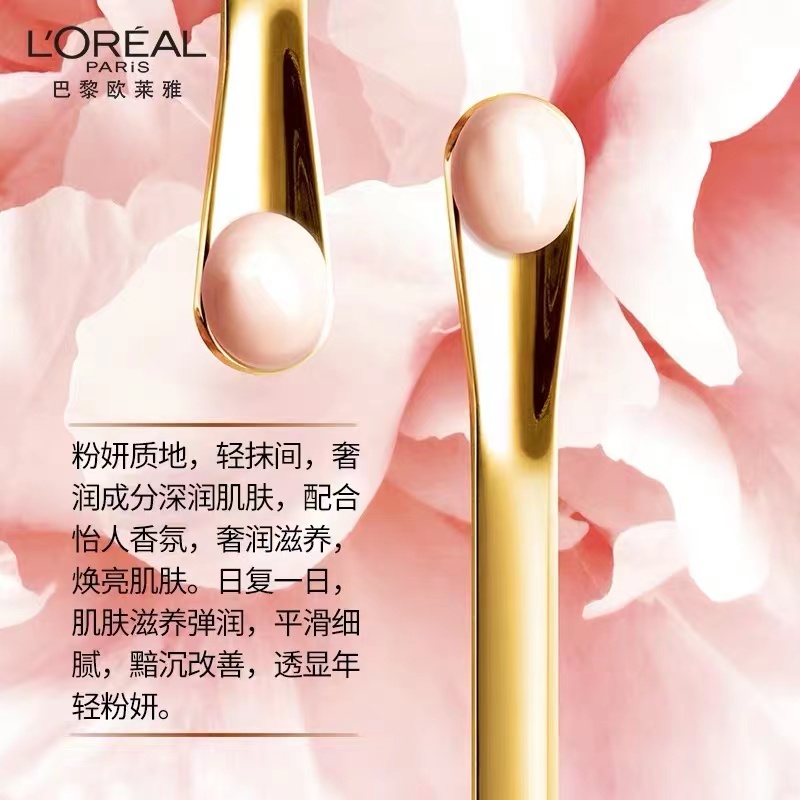 L'ORÉAL
PARiS
巴黎欧莱雅
粉妍质地，轻抹间，奢
润成分深润肌肤，配合
怡人香氛，奢润滋养，
焕亮肌肤。日复一日，
肌肤滋养弹润，平滑细
腻，黯沉改善，透显年
轻粉妍。